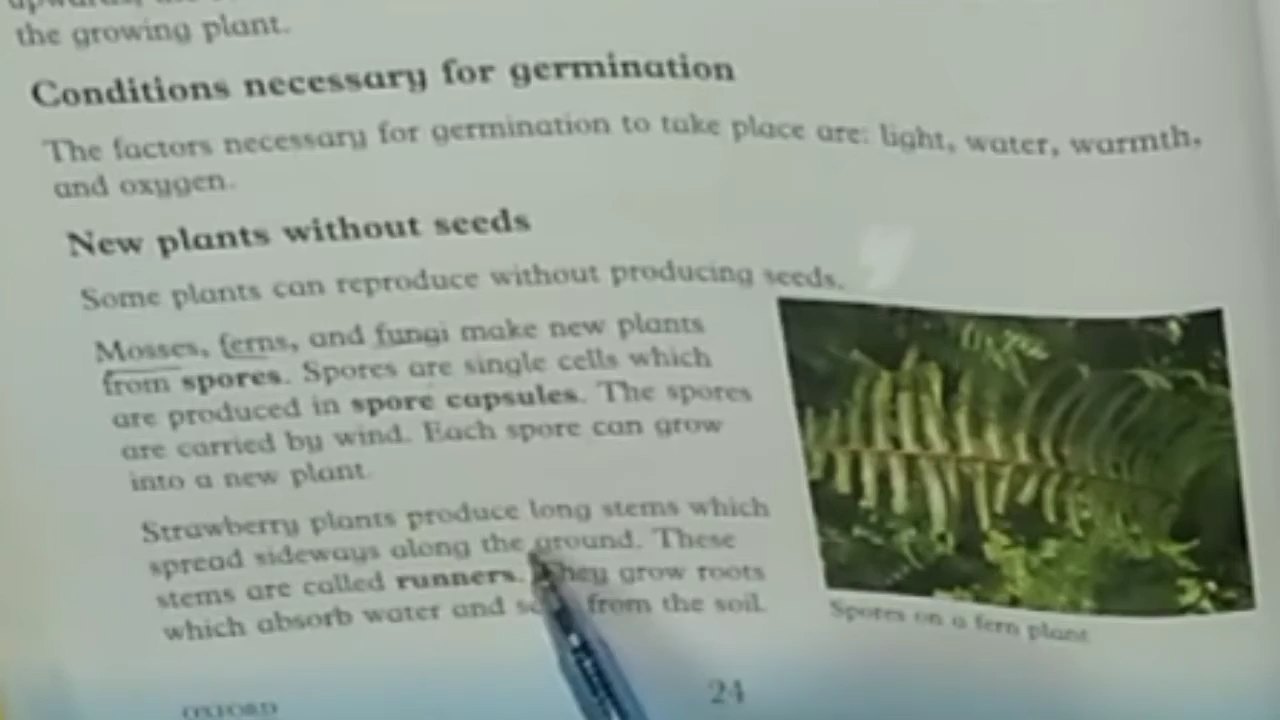 the growing plant.
Conditions necessary for germination
The factors necessary for germination to take place are: light, water, warmth,
and oxygen.
New plants without seeds
Some plants can reproduce without producing seeds.
Mosses, ferns, and fungi make new plants
from spores. Spores are single cells which
are produced in spore capsules. The spores
are carried by wind. Each spore can grow
into a new plant.
Strawberry plants produce long stems which
spread sideways along the ground. These
stems are called runners. They grow roots
which absorb water and from the soil.
Spores on a fern plant
OXFORD
24